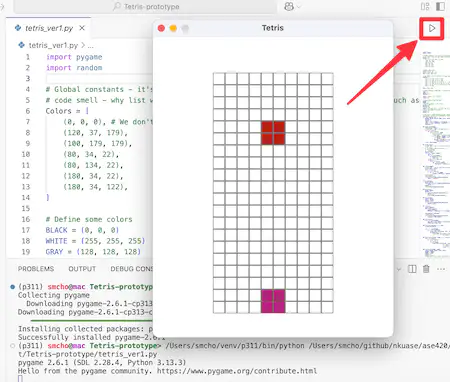 Tetris-prototype
tetris_ver1.py
tetris_ver1.py > ...
Tetris
1 import pygame
2 import random
3
4 # Global constants - it's
5 # code smell - why list w
such as
6 Colors = [
7 (0, 0, 0), # We don't
8 (120, 37, 179),
9 (100, 179, 179),
10 (80, 34, 22),
11 (80, 134, 22),
12 (180, 34, 22),
13 (180, 34, 122),
14 ]
15
16 # Define some colors
17 BLACK = (0, 0, 0)
18 WHITE = (255, 255, 255)
19 GRAY = (128, 128, 128)
PROBLEMS OUTPUT DEBUG CONS
(p311) smcho@mac Tetris-prototype>
Collecting pygame
Downloading pygame-2.6.1-cp313-
Downloading pygame-2.6.1-cp313-
Installing collected packages: p
Successfully installed pygame-2.
(p311) smcho@mac Tetris-prototype> /Users/smcho/venv/p311/bin/python /Users/smcho/github/nkuase/ase420/
t/Tetris-prototype/tetris_ver1.py
pygame 2.6.1 (SDL 2.28.4, Python 3.13.3)
Hello from the pygame community. https://www.pygame.org/contribute.html